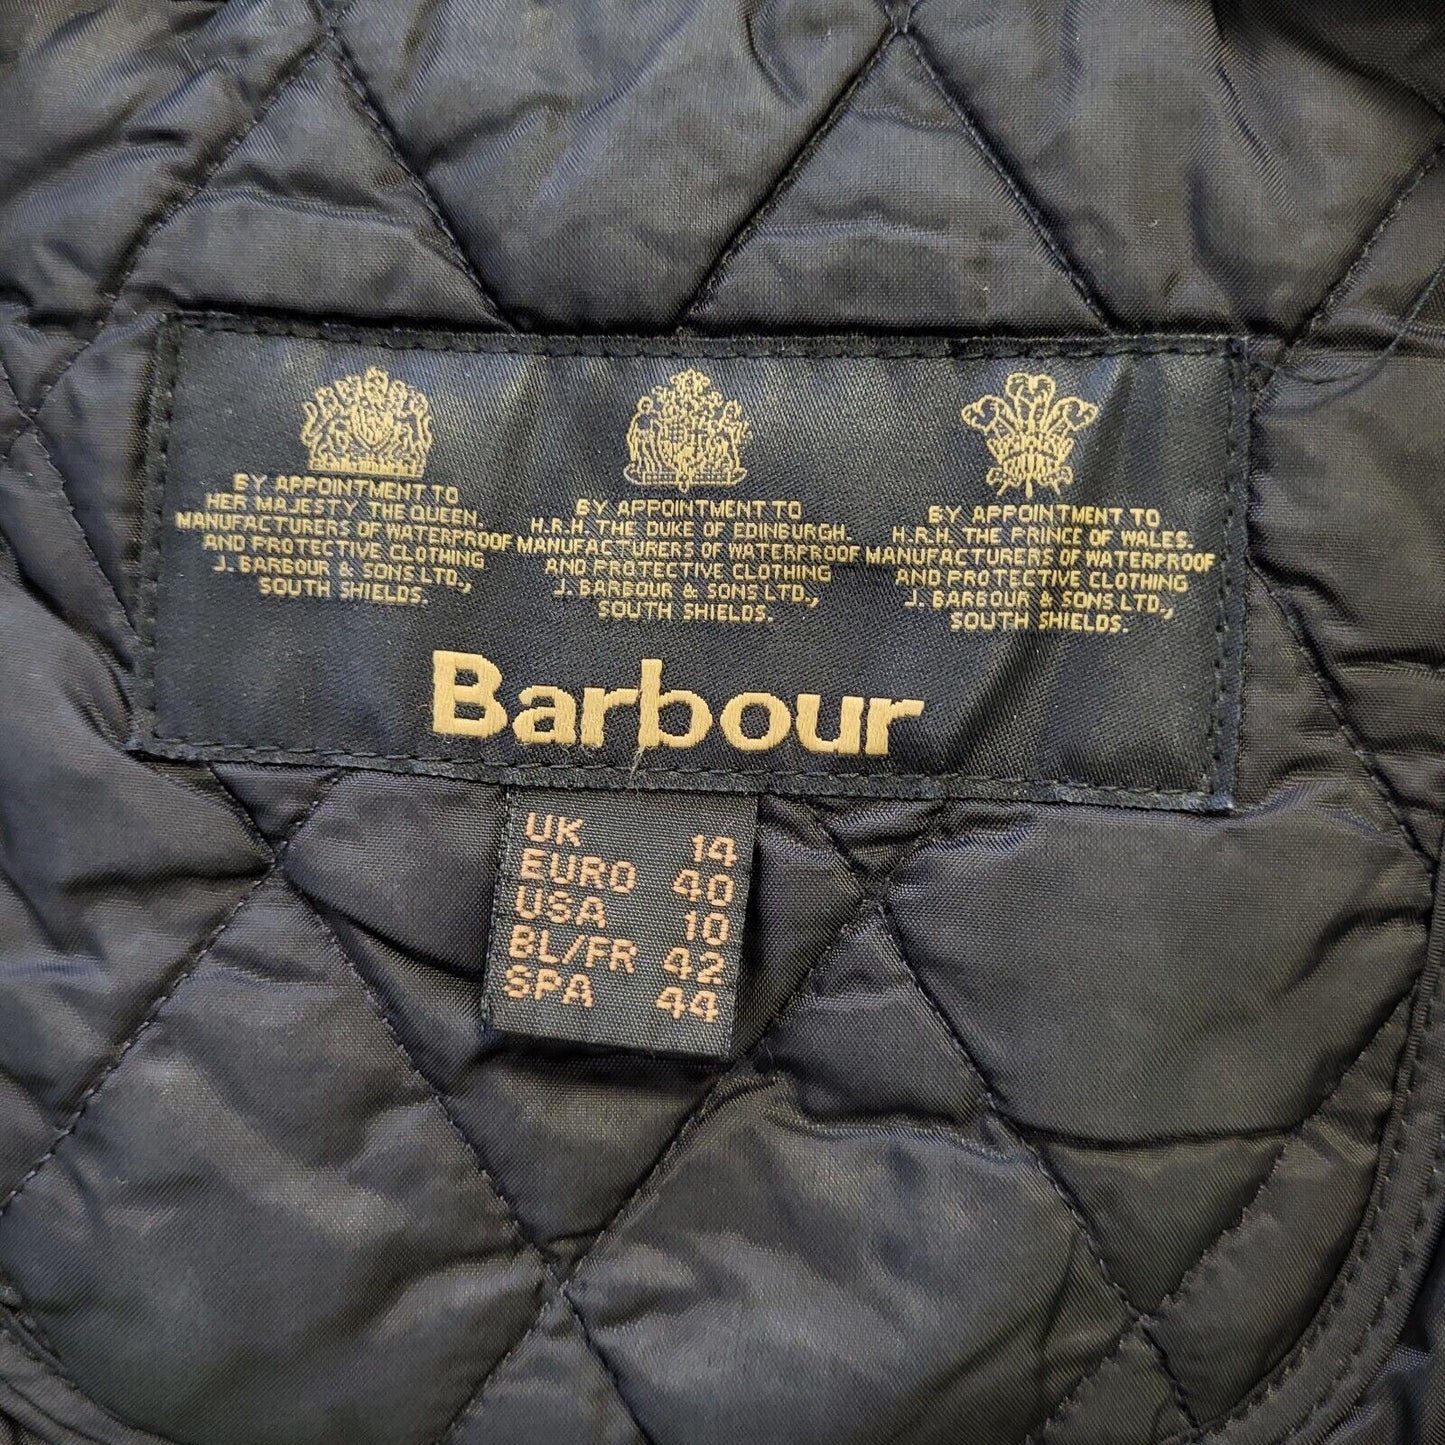 BY APPOINTMENT TO
HER MAJESTY THE QUEEN.
MANUFACTURERS OF WATERPROOF
AND PROTECTIVE CLOTHING
J. BARBOUR & SONS LTD.,
SOUTH SHIELDS.
BY APPOINTMENT TO
H.R.H. THE DUKE OF EDINBURGH.
MANUFACTURERS OF WATERPROOF
AND PROTECTIVE CLOTHING
J. BARBOUR & SONS LTD.,
SOUTH SHIELDS.
BY APPOINTMENT TO
H.R.H. THE PRINCE OF WALES.
MANUFACTURERS OF WATERPROOF
AND PROTECTIVE CLOTHING
J. BARBOUR & SONS LTD.,
SOUTH SHIELDS.
Barbour
UK 14
EURO 40
USA 10
BL/FR 42
SPA 44